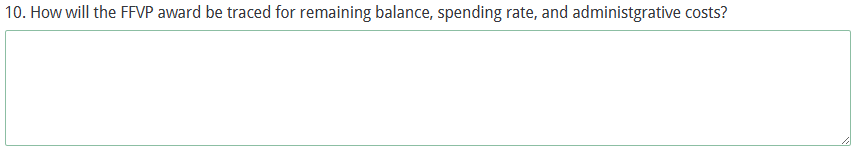 10. How will the FFVP award be traced for remaining balance, spending rate, and administgrative costs?